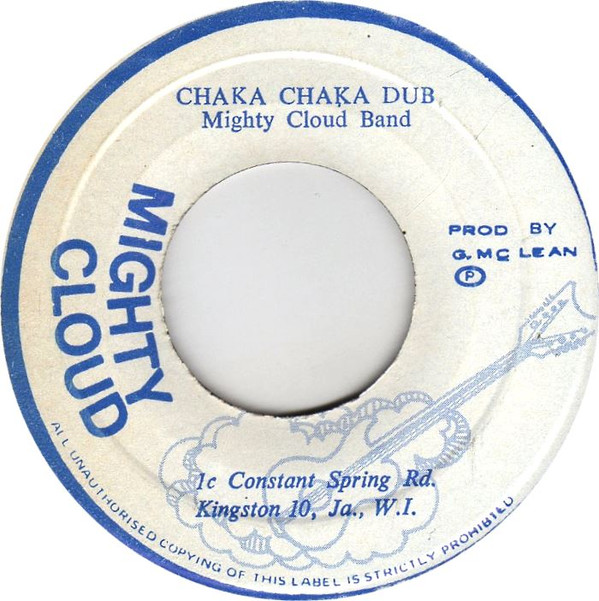 CHAKA CHAKA DUB
Mighty Cloud Band
MIGHTY
CLOUD
PROD BY
G. MC LEAN
℗
1c Constant Spring Rd.
Kingston 10, Ja., W.I.
ALL UNAUTHORISED COPYING OF THIS LABEL IS STRICTLY PROHIBITED